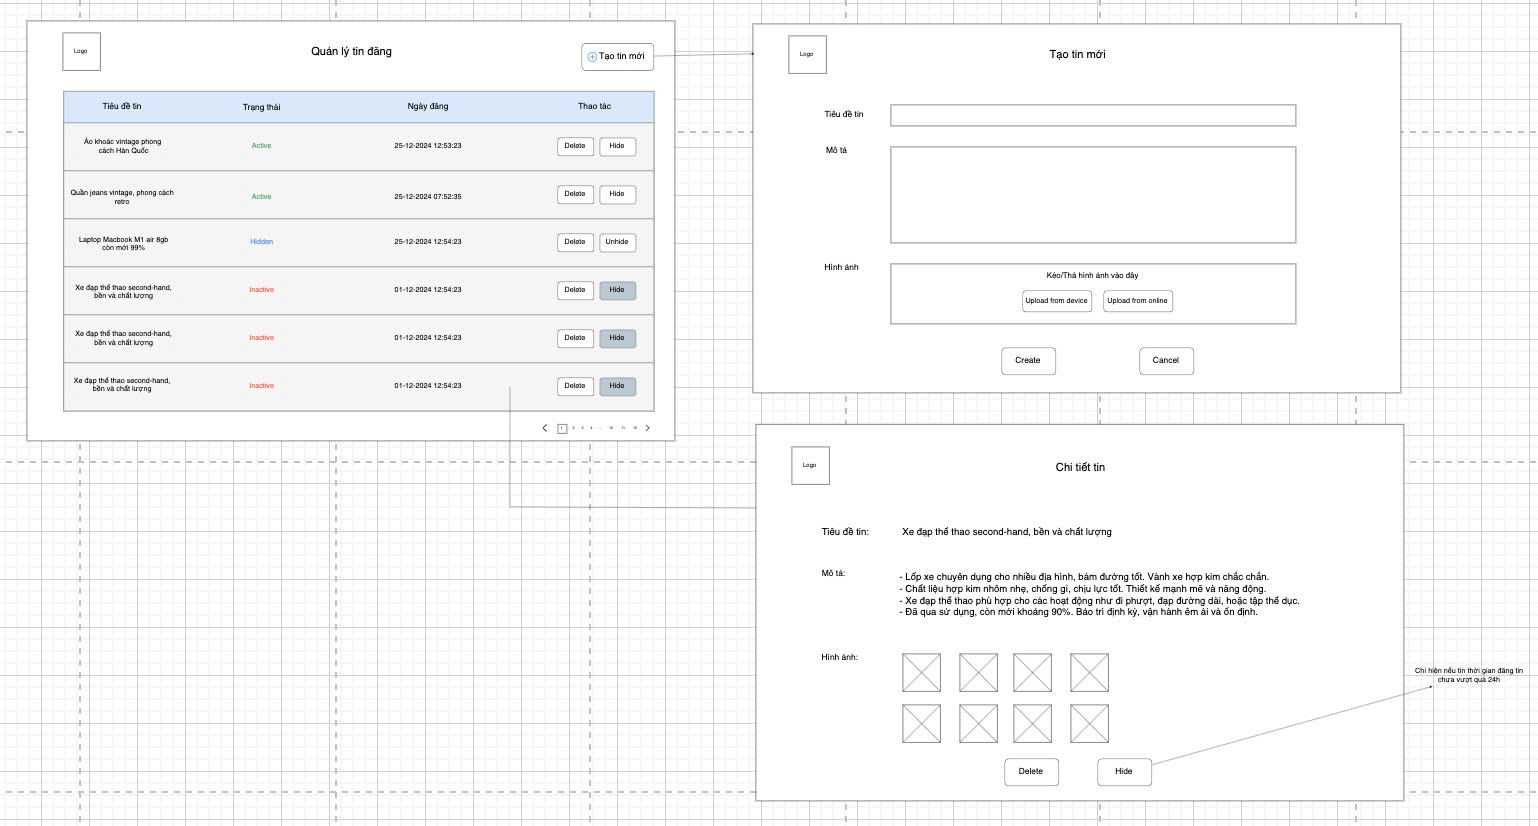 Logo
Quản lý tin đăng
Tạo tin mới
Tiêu đề tin
Trạng thái
Ngày đăng
Thao tác
Áo khoác vintage phong
cách Hàn Quốc
Active
25-12-2024 12:53:23
Delete
Hide
Quần jeans vintage, phong cách
retro
Active
25-12-2024 07:52:35
Delete
Hide
Laptop Macbook M1 air 8gb
còn mới 99%
Hidden
25-12-2024 12:54:23
Delete
Unhide
Xe đạp thể thao second-hand,
bền và chất lượng
Inactive
01-12-2024 12:54:23
Delete
Hide
Xe đạp thể thao second-hand,
bền và chất lượng
Inactive
01-12-2024 12:54:23
Delete
Hide
Xe đạp thể thao second-hand,
bền và chất lượng
Inactive
01-12-2024 12:54:23
Delete
Hide
1 2 3 4 ... 10 11 12
Logo
Tạo tin mới
Tiêu đề tin
Mô tả
Hình ảnh
Kéo/Thả hình ảnh vào đây
Upload from device
Upload from online
Create
Cancel
Logo
Chi tiết tin
Tiêu đề tin:
Xe đạp thể thao second-hand, bền và chất lượng
Mô tả:
- Lốp xe chuyên dụng cho nhiều địa hình, bám đường tốt. Vành xe hợp kim chắc chắn.
- Chất liệu hợp kim nhôm nhẹ, chống gỉ, chịu lực tốt. Thiết kế mạnh mẽ và năng động.
- Xe đạp thể thao phù hợp cho các hoạt động như đi phượt, đạp đường dài, hoặc tập thể dục.
- Đã qua sử dụng, còn mới khoảng 90%. Bảo trì định kỳ, vận hành êm ái và ổn định.
Hình ảnh:
Delete
Hide
Chỉ hiện nếu tin thời gian đăng tin
chưa vượt quá 24h